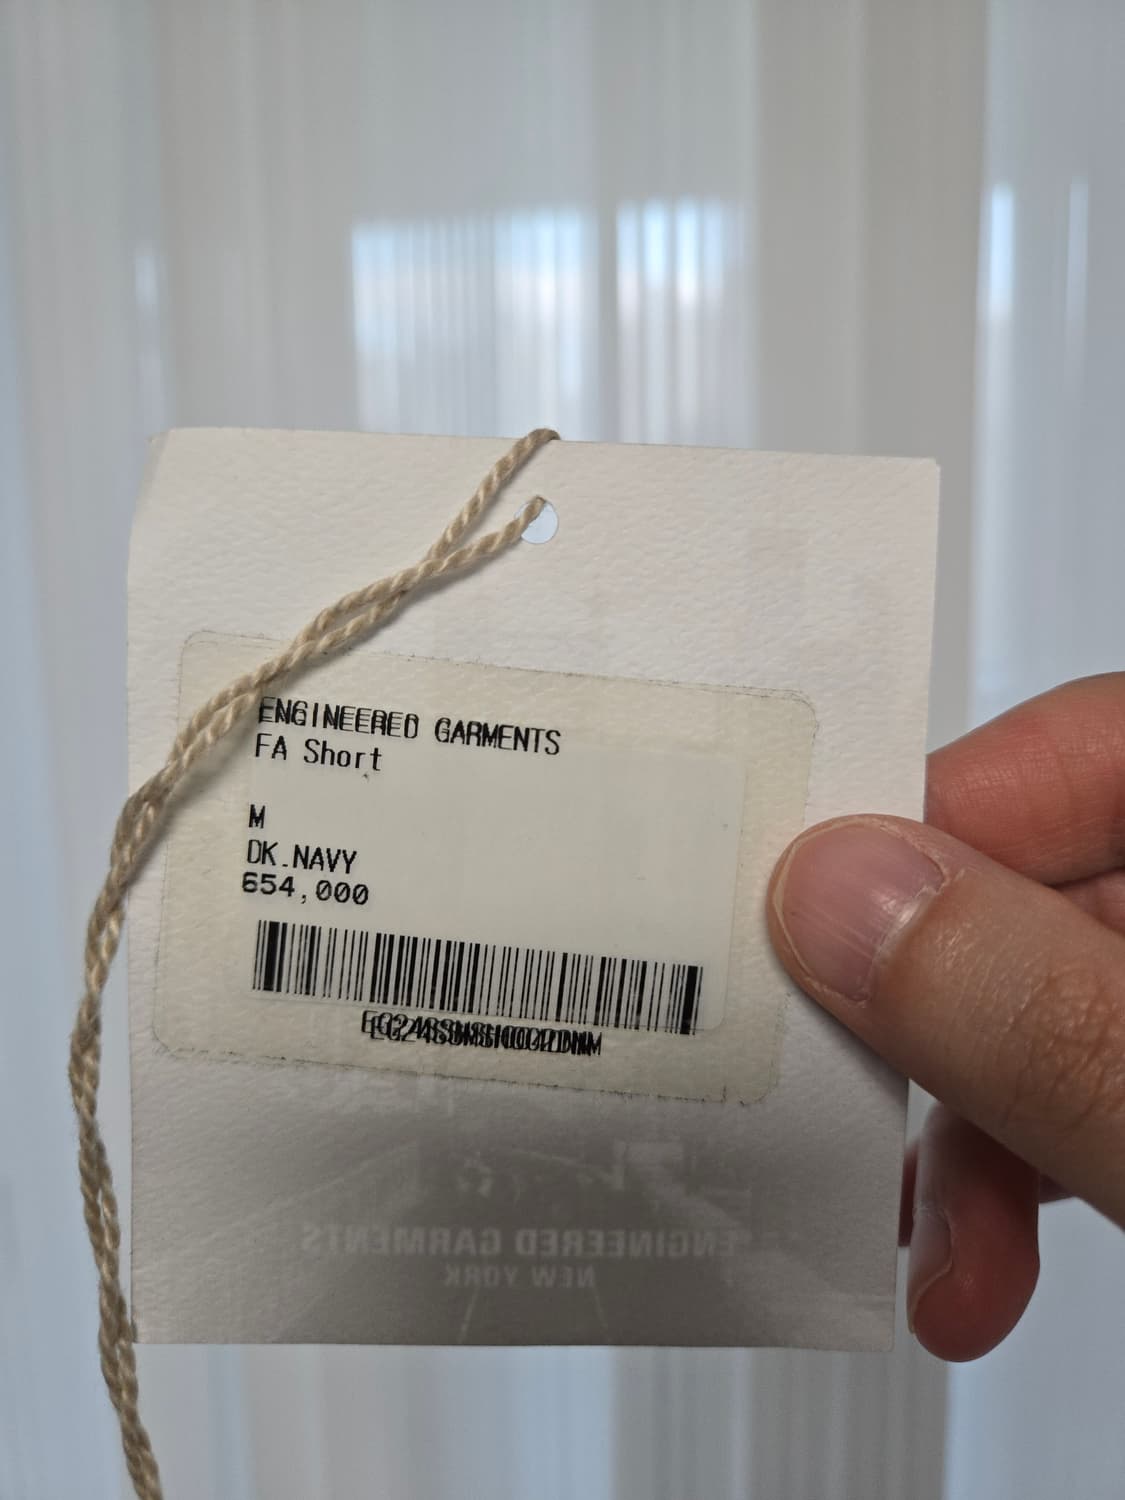 ENGINEERED GARMENTS
FA Short
M
DK.NAVY
654,000
ENGINEERED GARMENTS
NEW YORK